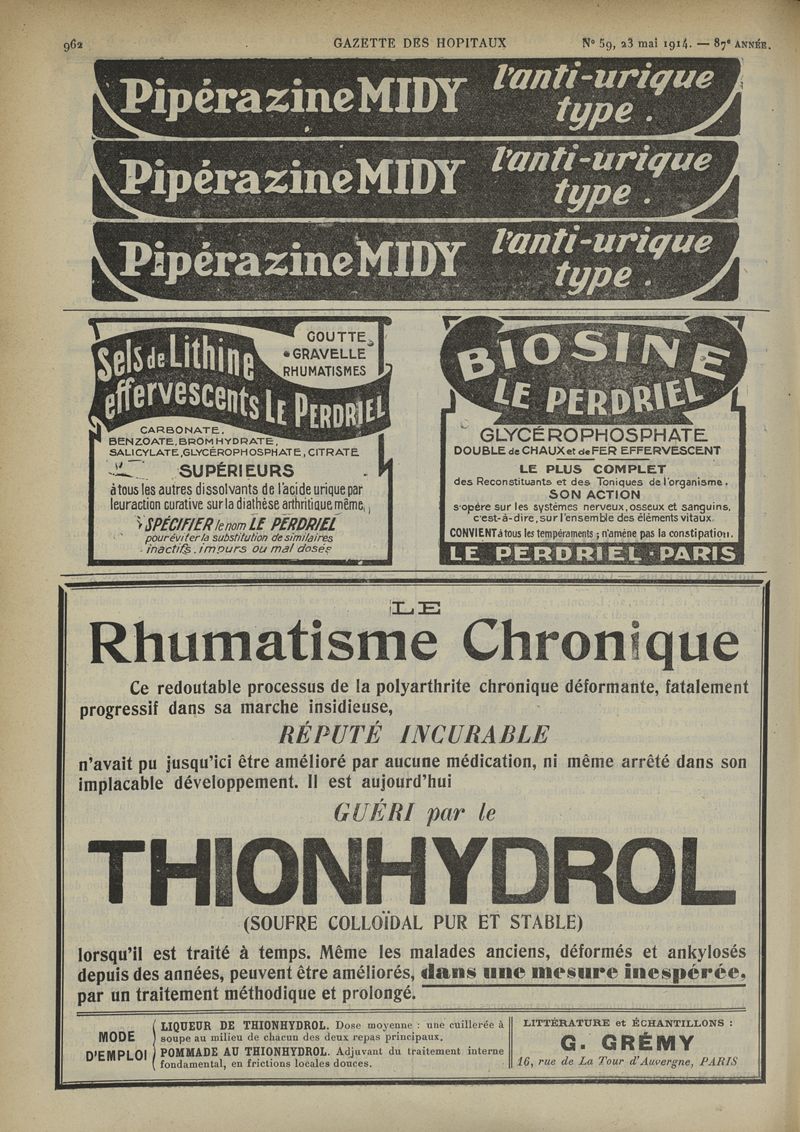 962
GAZETTE DES HOPITAUX
N° 59, 23 mai 1914. — 87e ANNÉE.
Pipérazine MIDY l'anti-urique type.
Pipérazine MIDY l'anti-urique type.
Pipérazine MIDY l'anti-urique type.
Sels de Lithine
effervescents LE PERDRIEL
GOUTTE
GRAVELLE
RHUMATISMES
CARBONATE,
BENZOATE, BROMHYDRATE,
SALICYLATE, GLYCÉROPHOSPHATE, CITRATE
SUPÉRIEURS
à tous les autres dissolvants de l'acide urique par
leur action curative sur la diathèse arthritique même,
SPÉCIFIER le nom LE PERDRIEL
pour éviter la substitution de similaires
inactifs, impurs ou mal dosés
BIOSINE
LE PERDRIEL
GLYCÉROPHOSPHATE
DOUBLE de CHAUX et de FER EFFERVESCENT
LE PLUS COMPLET
des Reconstituants et des Toniques de l'organisme,
SON ACTION
s'opère sur les systèmes nerveux, osseux et sanguins,
c'est-à-dire, sur l'ensemble des éléments vitaux.
CONVIENT à tous les tempéraments ; n'amène pas la constipation.
LE PERDRIEL · PARIS
LE
Rhumatisme Chronique
Ce redoutable processus de la polyarthrite chronique déformante, fatalement
progressif dans sa marche insidieuse,
RÉPUTÉ INCURABLE
n'avait pu jusqu'ici être amélioré par aucune médication, ni même arrêté dans son
implacable développement. Il est aujourd'hui
GUÉRI par le
THIONHYDROL
(SOUFRE COLLOÏDAL PUR ET STABLE)
lorsqu'il est traité à temps. Même les malades anciens, déformés et ankylosés
depuis des années, peuvent être améliorés, dans une mesure inespérée,
par un traitement méthodique et prolongé.
MODE
D'EMPLOI
LIQUEUR DE THIONHYDROL. Dose moyenne : une cuillerée à
soupe au milieu de chacun des deux repas principaux.
POMMADE AU THIONHYDROL. Adjuvant du traitement interne
fondamental, en frictions locales douces.
LITTÉRATURE et ÉCHANTILLONS :
G. GRÉMY
16, rue de La Tour d'Auvergne, PARIS